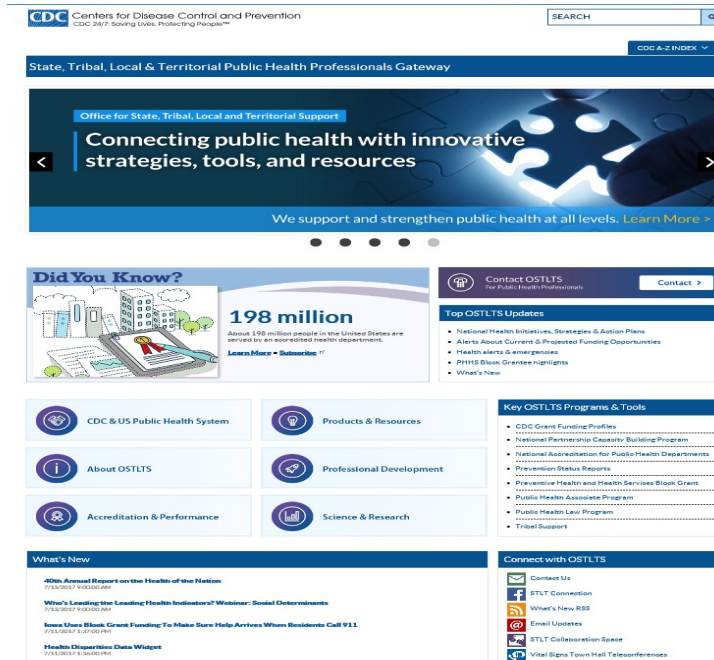 CDC Centers for Disease Control and Prevention
CDC 24/7: Saving Lives. Protecting People™
SEARCH
CDC A-Z INDEX
State, Tribal, Local & Territorial Public Health Professionals Gateway
Office for State, Tribal, Local and Territorial Support
Connecting public health with innovative
strategies, tools, and resources
We support and strengthen public health at all levels. Learn More >
Did You Know?
198 million
About 198 million people in the United States are
served by an accredited health department.
Learn More • Subscribe
Contact OSTLTS
For Public Health Professionals
Contact >
Top OSTLTS Updates
• National Health Initiatives, Strategies & Action Plans
• Alerts About Current & Projected Funding Opportunities
• Health alerts & emergencies
• PHHS Block Grantee highlights
• What's New
CDC & US Public Health System
Products & Resources
About OSTLTS
Professional Development
Accreditation & Performance
Science & Research
Key OSTLTS Programs & Tools
• CDC Grant Funding Profiles
• National Partnership Capacity Building Program
• National Accreditation for Public Health Departments
• Prevention Status Reports
• Preventive Health and Health Services Block Grant
• Public Health Associate Program
• Public Health Law Program
• Tribal Support
What's New
40th Annual Report on the Health of the Nation
7/13/2017 9:00:00 AM
Who's Leading the Leading Health Indicators? Webinar: Social Determinants
7/13/2017 9:00:00 AM
Iowa Uses Block Grant Funding To Make Sure Help Arrives When Residents Call 911
7/11/2017 1:37:00 PM
Health Disparities Data Widget
7/11/2017 1:36:00 PM
Connect with OSTLTS
Contact Us
STLT Connection
What's New RSS
Email Updates
STLT Collaboration Space
Vital Signs Town Hall Teleconferences